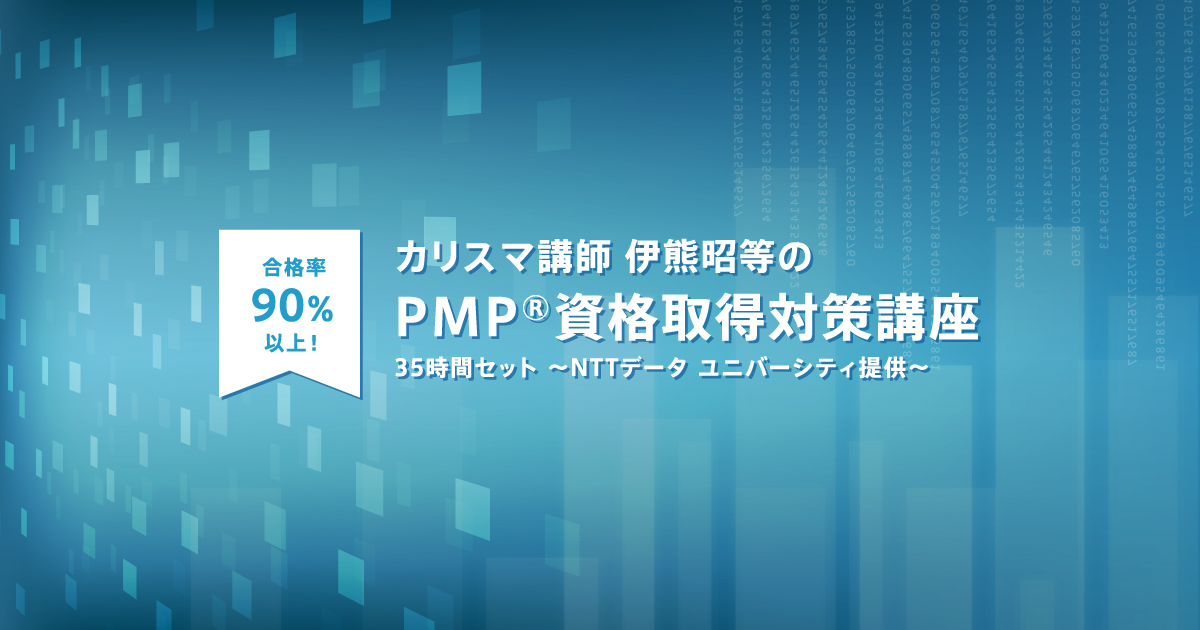 合格率
90%
以上!
カリスマ講師 伊熊昭等の
PMP®資格取得対策講座
35時間セット ～NTTデータ ユニバーシティ提供～